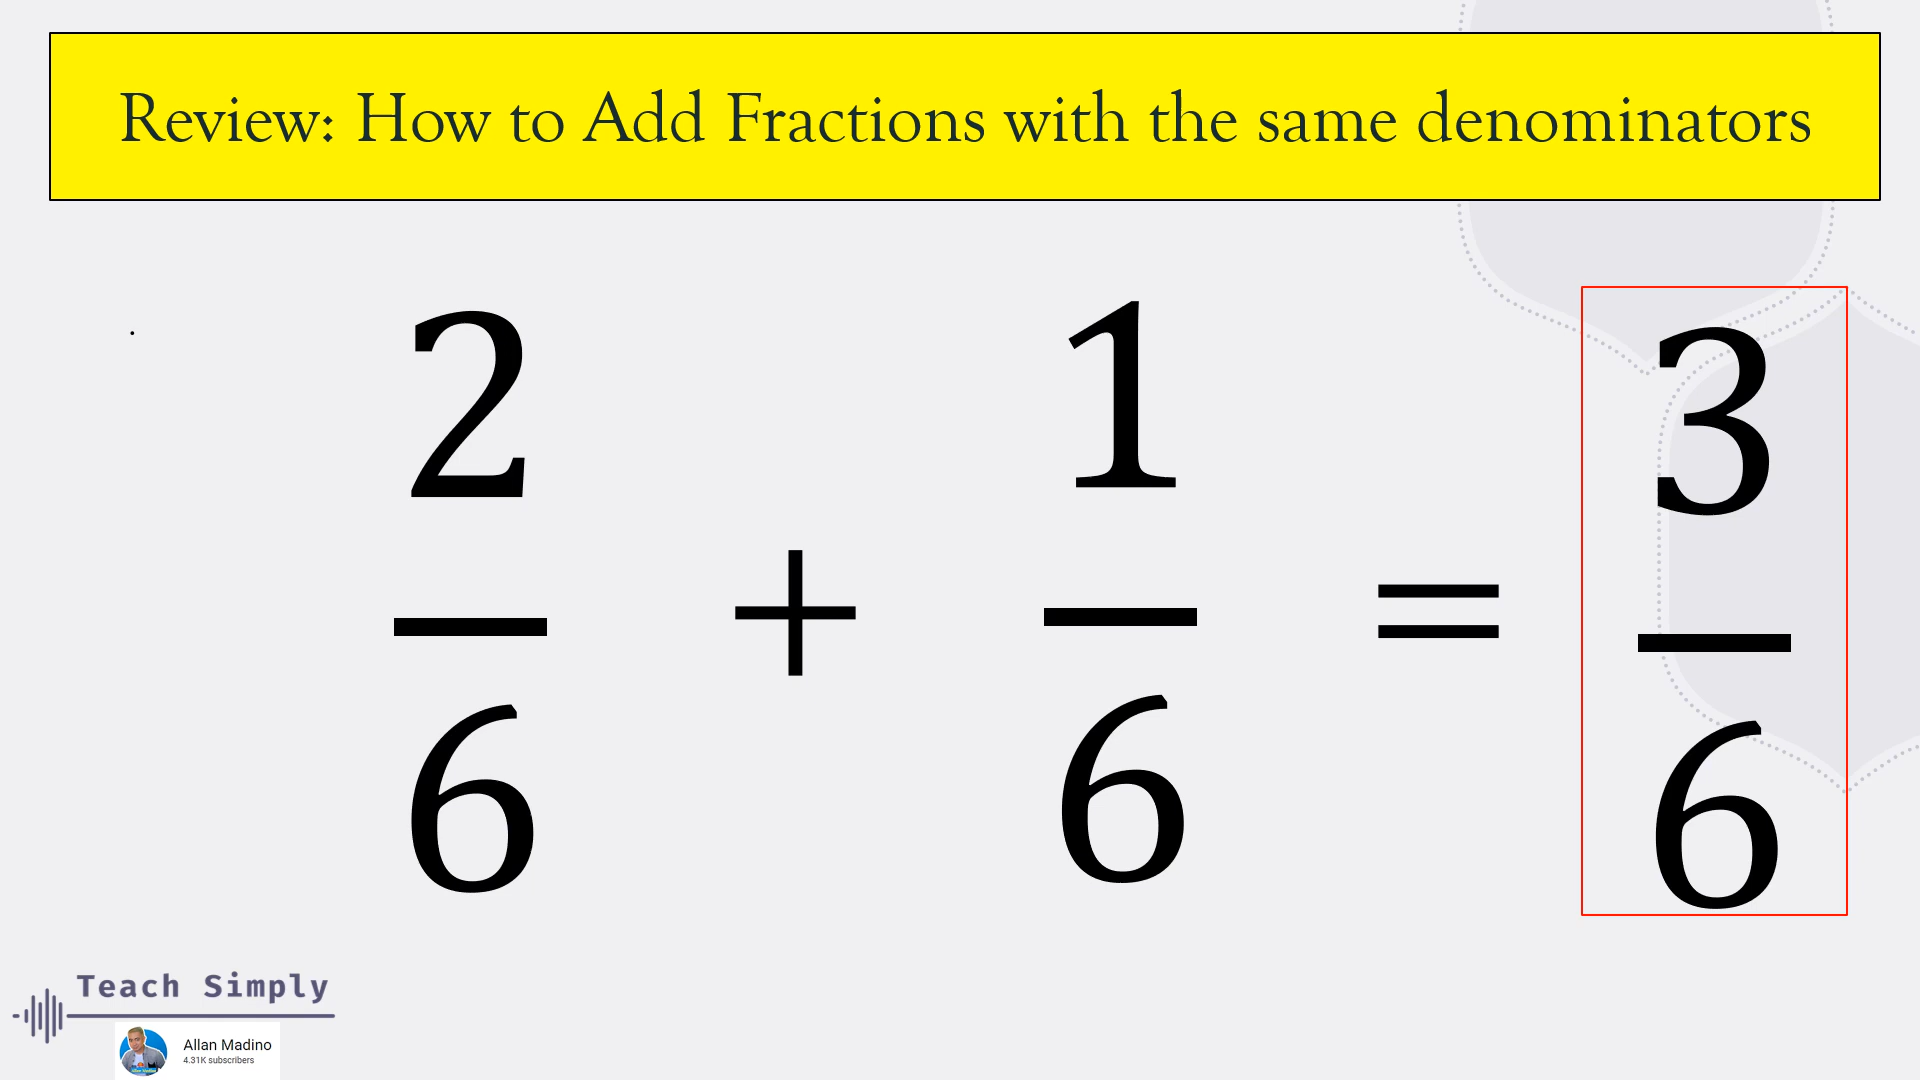 Review: How to Add Fractions with the same denominators
2 1 3
+ =
6 6 6
Teach Simply
Allan Madino
4.31K subscribers